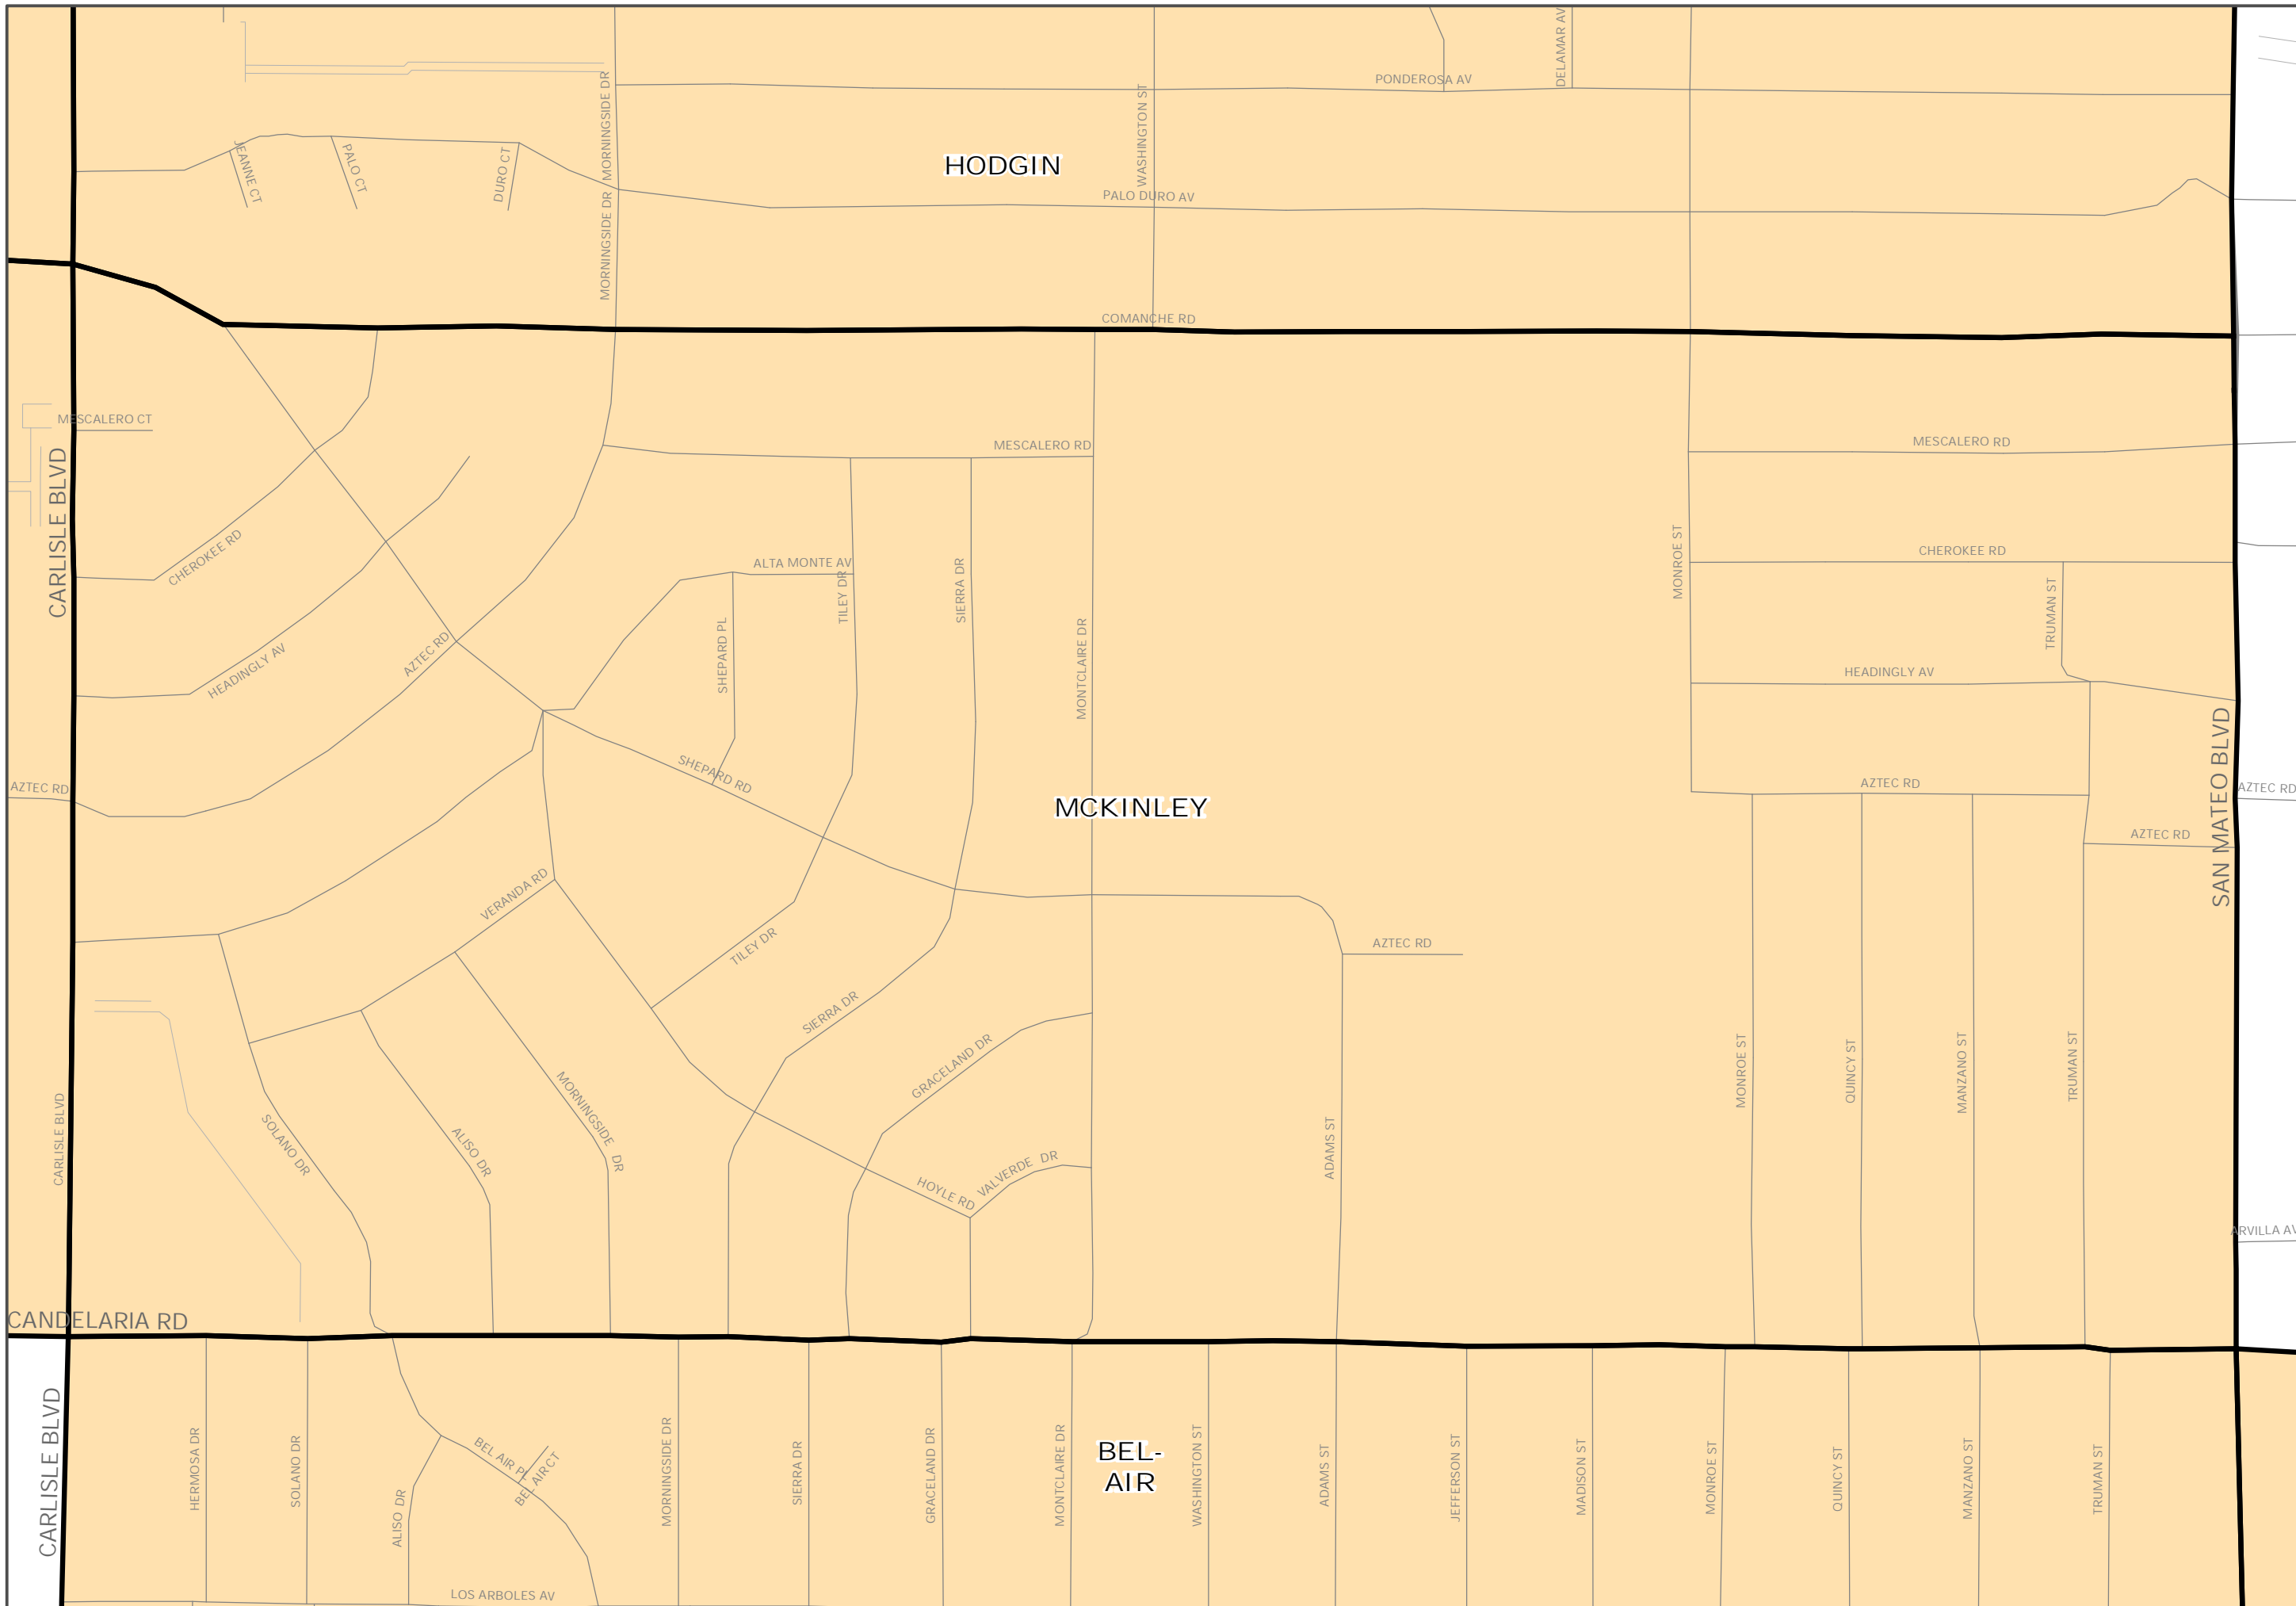 DELAMAR AV
PONDEROSA AV
MORNINGSIDE DR
WASHINGTON ST
HODGIN
JEANNE CT
PALO CT
DURO CT
PALO DURO AV
MORNINGSIDE DR
COMANCHE RD
MESCALERO CT
MESCALERO RD
MESCALERO RD
CARLISLE BLVD
CHEROKEE RD
ALTA MONTE AV
TILEY DR
SIERRA DR
MONROE ST
CHEROKEE RD
TRUMAN ST
HEADINGLY AV
AZTEC RD
SHEPARD PL
MONTCLAIRE DR
HEADINGLY AV
SAN MATEO BLVD
AZTEC RD
SHEPARD RD
MCKINLEY
AZTEC RD
AZTEC RD
AZTEC RD
VERANDA RD
TILEY DR
AZTEC RD
SIERRA DR
GRACELAND DR
MONROE ST
QUINCY ST
MANZANO ST
TRUMAN ST
CARLISLE BLVD
SOLANO DR
ALISO DR
MORNINGSIDE DR
ADAMS ST
HOYLE RD
VALVERDE DR
ARVILLA AV
CANDELARIA RD
CARLISLE BLVD
HERMOSA DR
SOLANO DR
ALISO DR
BEL AIR PL
BEL AIR CT
MORNINGSIDE DR
SIERRA DR
GRACELAND DR
MONTCLAIRE DR
BEL-
AIR
WASHINGTON ST
ADAMS ST
JEFFERSON ST
MADISON ST
MONROE ST
QUINCY ST
MANZANO ST
TRUMAN ST
LOS ARBOLES AV